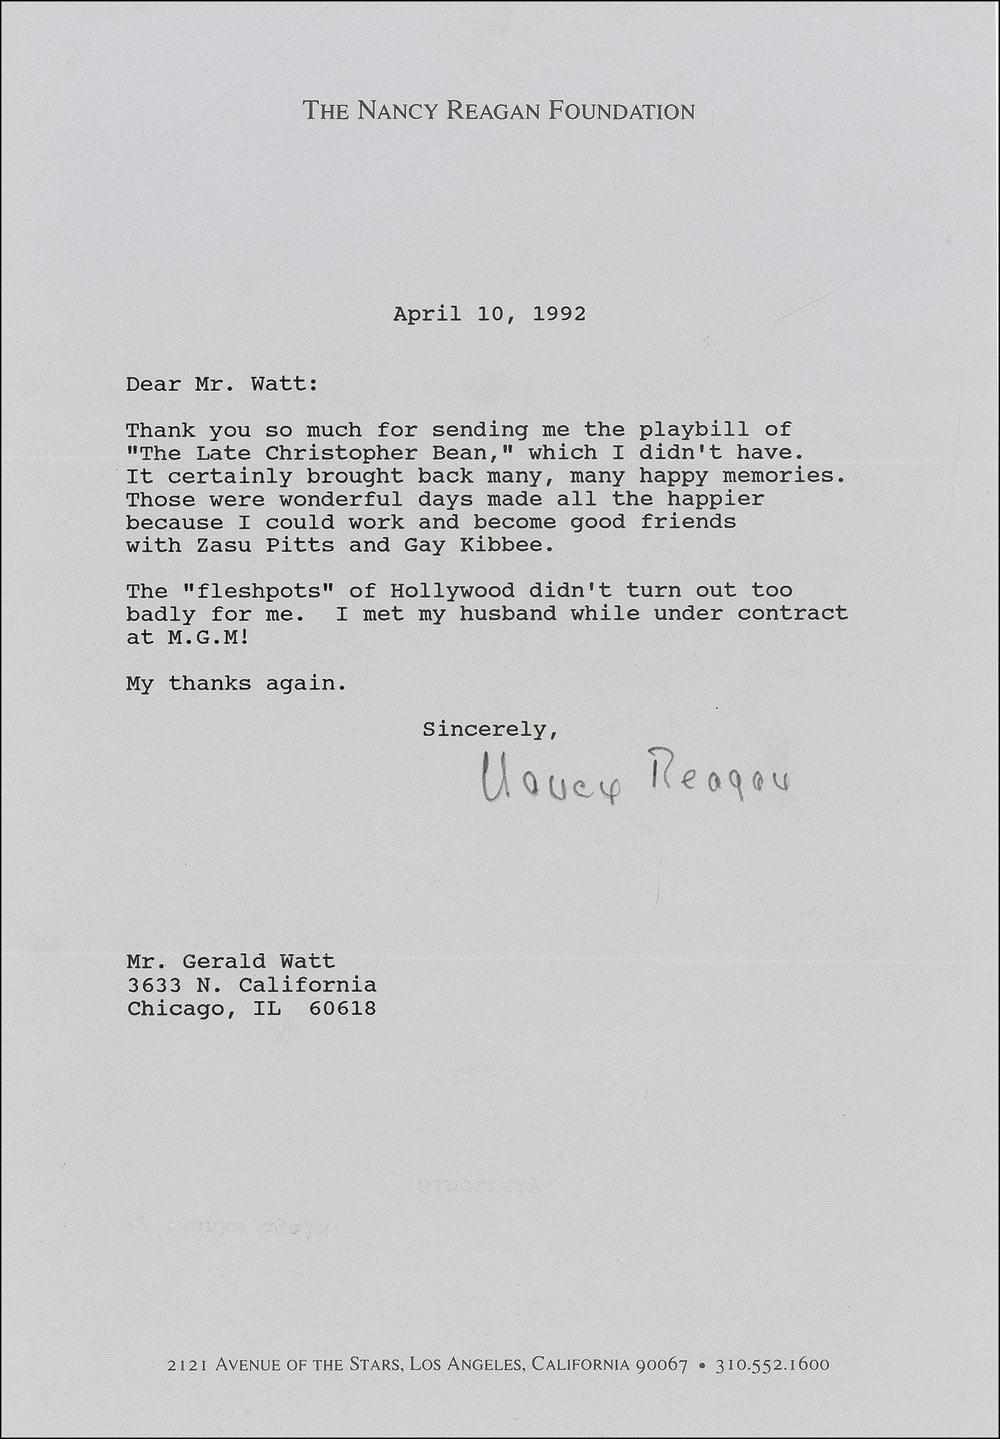 THE NANCY REAGAN FOUNDATION
April 10, 1992
Dear Mr. Watt:
Thank you so much for sending me the playbill of
"The Late Christopher Bean," which I didn't have.
It certainly brought back many, many happy memories.
Those were wonderful days made all the happier
because I could work and become good friends
with Zasu Pitts and Gay Kibbee.
The "fleshpots" of Hollywood didn't turn out too
badly for me.  I met my husband while under contract
at M.G.M!
My thanks again.
Sincerely,
Nancy Reagan
Mr. Gerald Watt
3633 N. California
Chicago, IL  60618
2121 AVENUE OF THE STARS, LOS ANGELES, CALIFORNIA 90067 • 310.552.1600